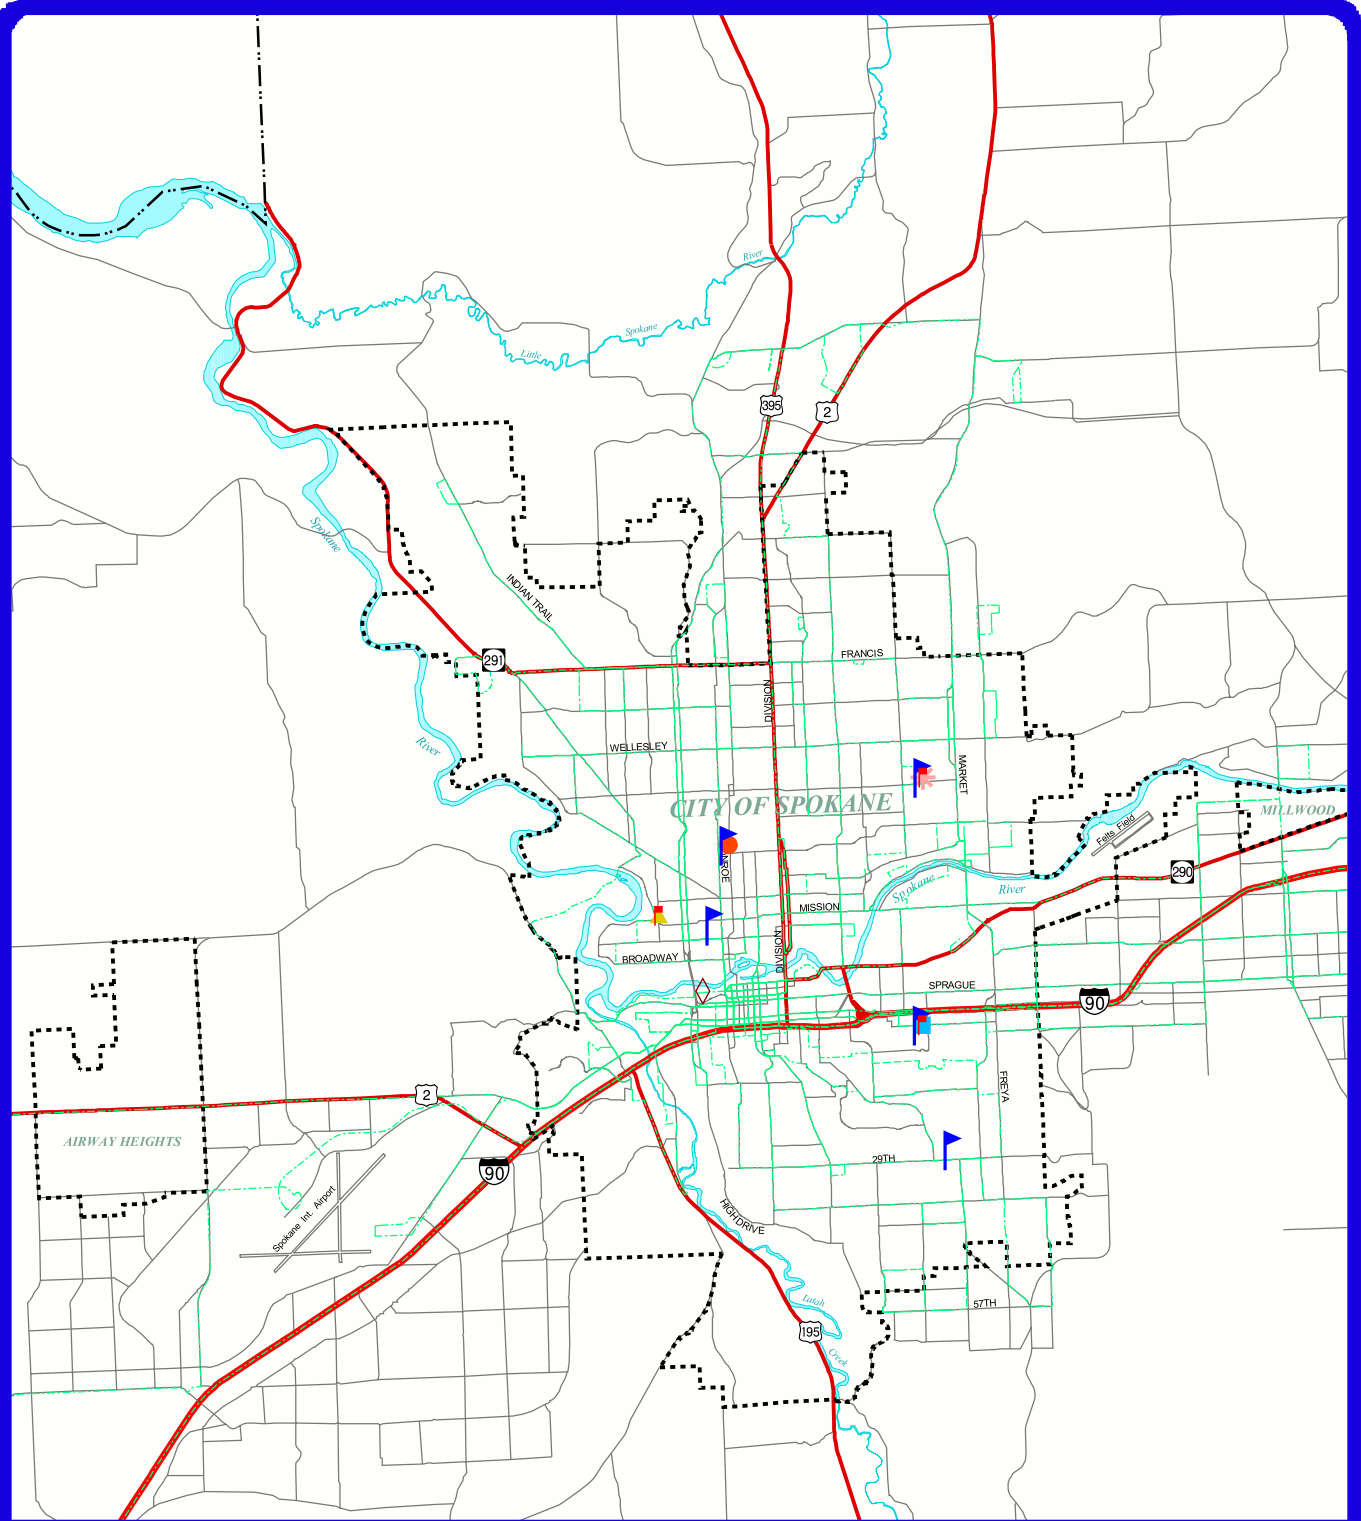 River
Spokane
Little
395
2
Spokane
INDIAN TRAIL
291
FRANCIS
DIVISION
River
WELLESLEY
MARKET
CITY OF SPOKANE
MILLWOOD
Felts Field
290
Spokane
River
MISSION
DIVISION
BROADWAY
SPRAGUE
90
FREYA
2
AIRWAY HEIGHTS
90
29TH
Spokane Int. Airport
HIGH DRIVE
Latah
57TH
195
Creek